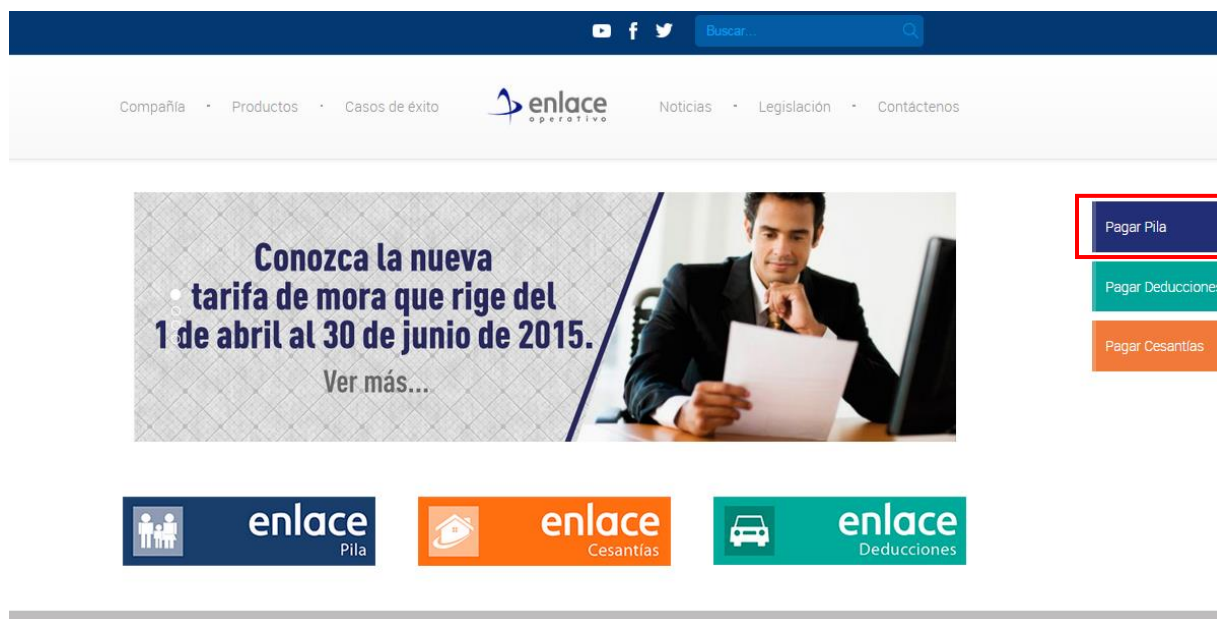 Buscar...
Compañía - Productos - Casos de éxito enlace operativo Noticias - Legislación - Contáctenos
Conozca la nueva
tarifa de mora que rige del
1 de abril al 30 de junio de 2015.
Ver más...
Pagar Pila
Pagar Deducciones
Pagar Cesantías
enlace
Pila
enlace
Cesantías
enlace
Deducciones